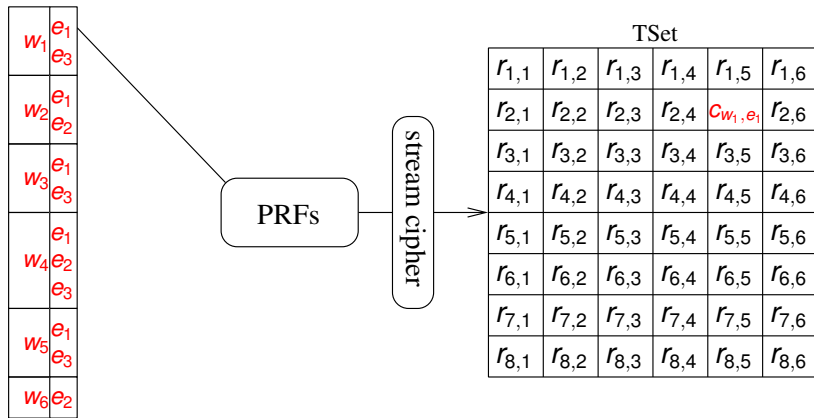 w₁ e₁
e₃
w₂ e₁
e₂
w₃ e₁
e₃
w₄ e₁
e₂
e₃
w₅ e₁
e₃
w₆ e₂
PRFs
stream cipher
TSet
r₁,₁ r₁,₂ r₁,₃ r₁,₄ r₁,₅ r₁,₆
r₂,₁ r₂,₂ r₂,₃ r₂,₄ c_{w₁,e₁} r₂,₆
r₃,₁ r₃,₂ r₃,₃ r₃,₄ r₃,₅ r₃,₆
r₄,₁ r₄,₂ r₄,₃ r₄,₄ r₄,₅ r₄,₆
r₅,₁ r₅,₂ r₅,₃ r₅,₄ r₅,₅ r₅,₆
r₆,₁ r₆,₂ r₆,₃ r₆,₄ r₆,₅ r₆,₆
r₇,₁ r₇,₂ r₇,₃ r₇,₄ r₇,₅ r₇,₆
r₈,₁ r₈,₂ r₈,₃ r₈,₄ r₈,₅ r₈,₆